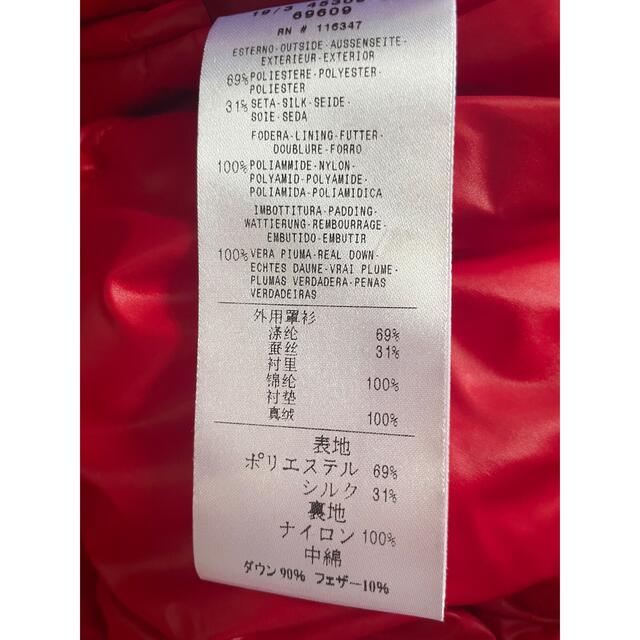 69609
RN # 116347
ESTERNO-OUTSIDE-AUSSENSEITE-
EXTERIEUR-EXTERIOR
69% POLIESTERE-POLYESTER-
POLIESTER
31% SETA-SILK-SEIDE-
SOIE-SEDA
FODERA-LINING-FUTTER-
DOUBLURE-FORRO
100% POLIAMMIDE-NYLON-
POLYAMID-POLYAMIDE-
POLIAMIDA-POLIAMIDICA
IMBOTTITURA-PADDING-
WATTIERUNG-REMBOURRAGE-
EMBUTIDO-EMBUTIR
100% VERA PIUMA-REAL DOWN-
ECHTES DAUNE-VRAI PLUME-
PLUMAS VERDADERA-PENAS
VERDADEIRAS
外用罩衫
涤纶 69%
蚕丝 31%
衬里
锦纶 100%
衬垫
真绒 100%
表地
ポリエステル 69%
シルク 31%
裏地
ナイロン 100%
中綿
ダウン 90% フェザー10%